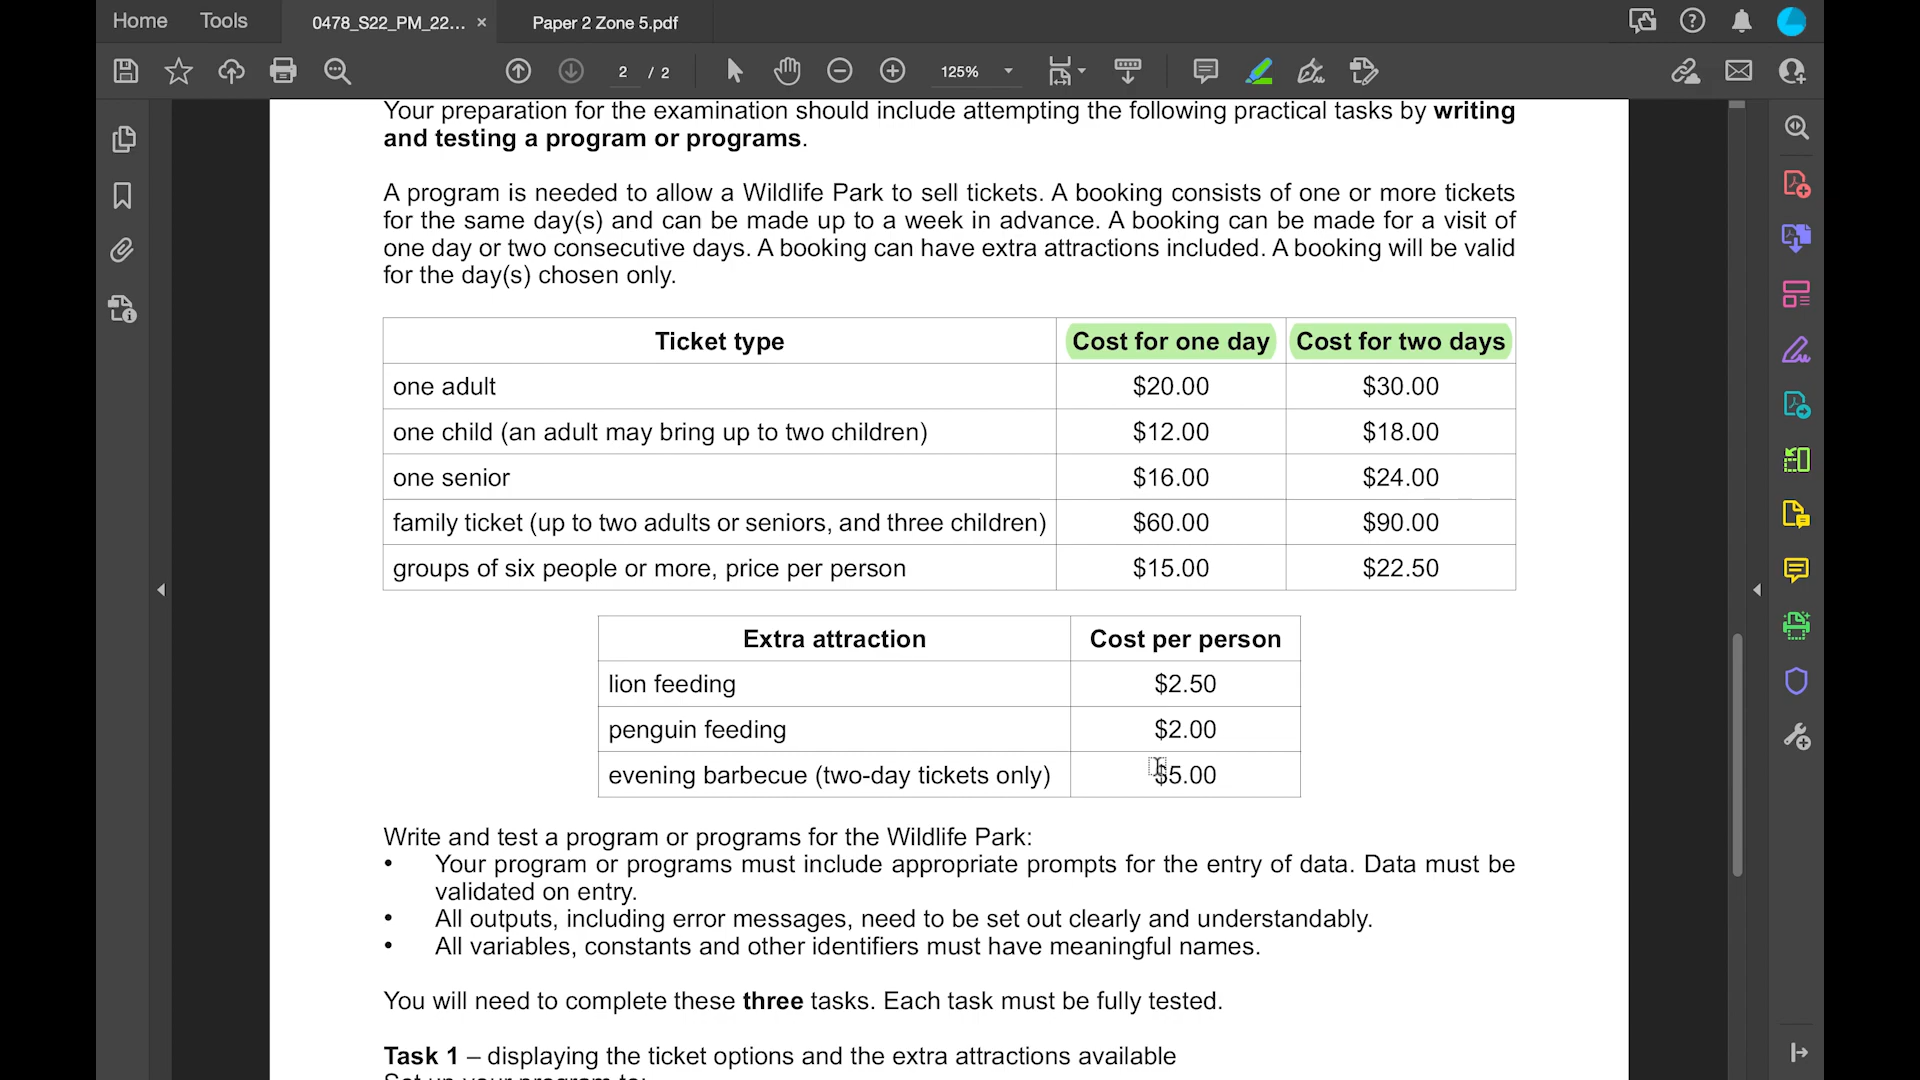 Home Tools 0478_S22_PM_22... × Paper 2 Zone 5.pdf
2 / 2 125%
Your preparation for the examination should include attempting the following practical tasks by writing
and testing a program or programs.
A program is needed to allow a Wildlife Park to sell tickets. A booking consists of one or more tickets
for the same day(s) and can be made up to a week in advance. A booking can be made for a visit of
one day or two consecutive days. A booking can have extra attractions included. A booking will be valid
for the day(s) chosen only.
Ticket type Cost for one day Cost for two days
one adult $20.00 $30.00
one child (an adult may bring up to two children) $12.00 $18.00
one senior $16.00 $24.00
family ticket (up to two adults or seniors, and three children) $60.00 $90.00
groups of six people or more, price per person $15.00 $22.50
Extra attraction Cost per person
lion feeding $2.50
penguin feeding $2.00
evening barbecue (two-day tickets only) $5.00
Write and test a program or programs for the Wildlife Park:
• Your program or programs must include appropriate prompts for the entry of data. Data must be
validated on entry.
• All outputs, including error messages, need to be set out clearly and understandably.
• All variables, constants and other identifiers must have meaningful names.
You will need to complete these three tasks. Each task must be fully tested.
Task 1 – displaying the ticket options and the extra attractions available
Set up your program to: